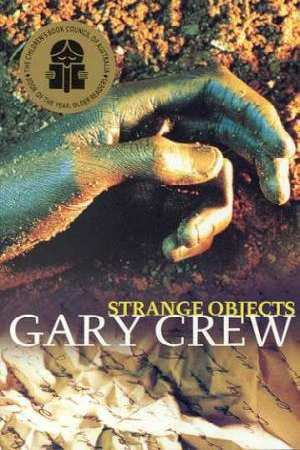 THE CHILDREN'S BOOK COUNCIL OF AUSTRALIA
BOOK OF THE YEAR: OLDER READERS
STRANGE OBJECTS
GARY CREW